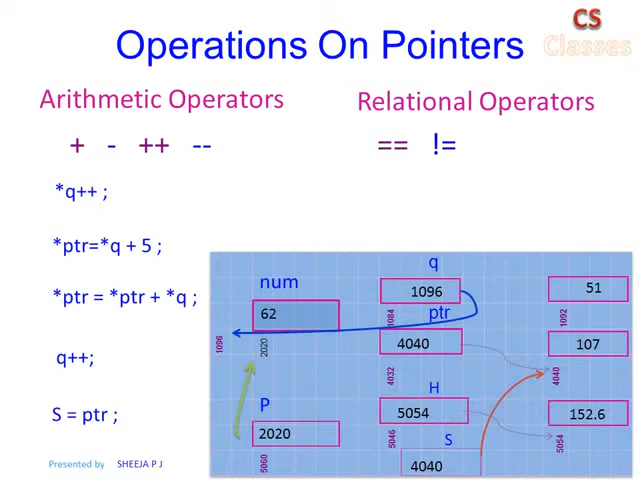 CS
Classes
Operations On Pointers
Arithmetic Operators
Relational Operators
+ - ++ --
== !=
*q++ ;
*ptr=*q + 5 ;
*ptr = *ptr + *q ;
q++;
S = ptr ;
Presented by SHEEJA P J
q
1096
51
num
62
1084
ptr
1092
1096
2020
4040
107
4032
4040
H
P
5054
152.6
2020
5046
S
5054
5060
4040